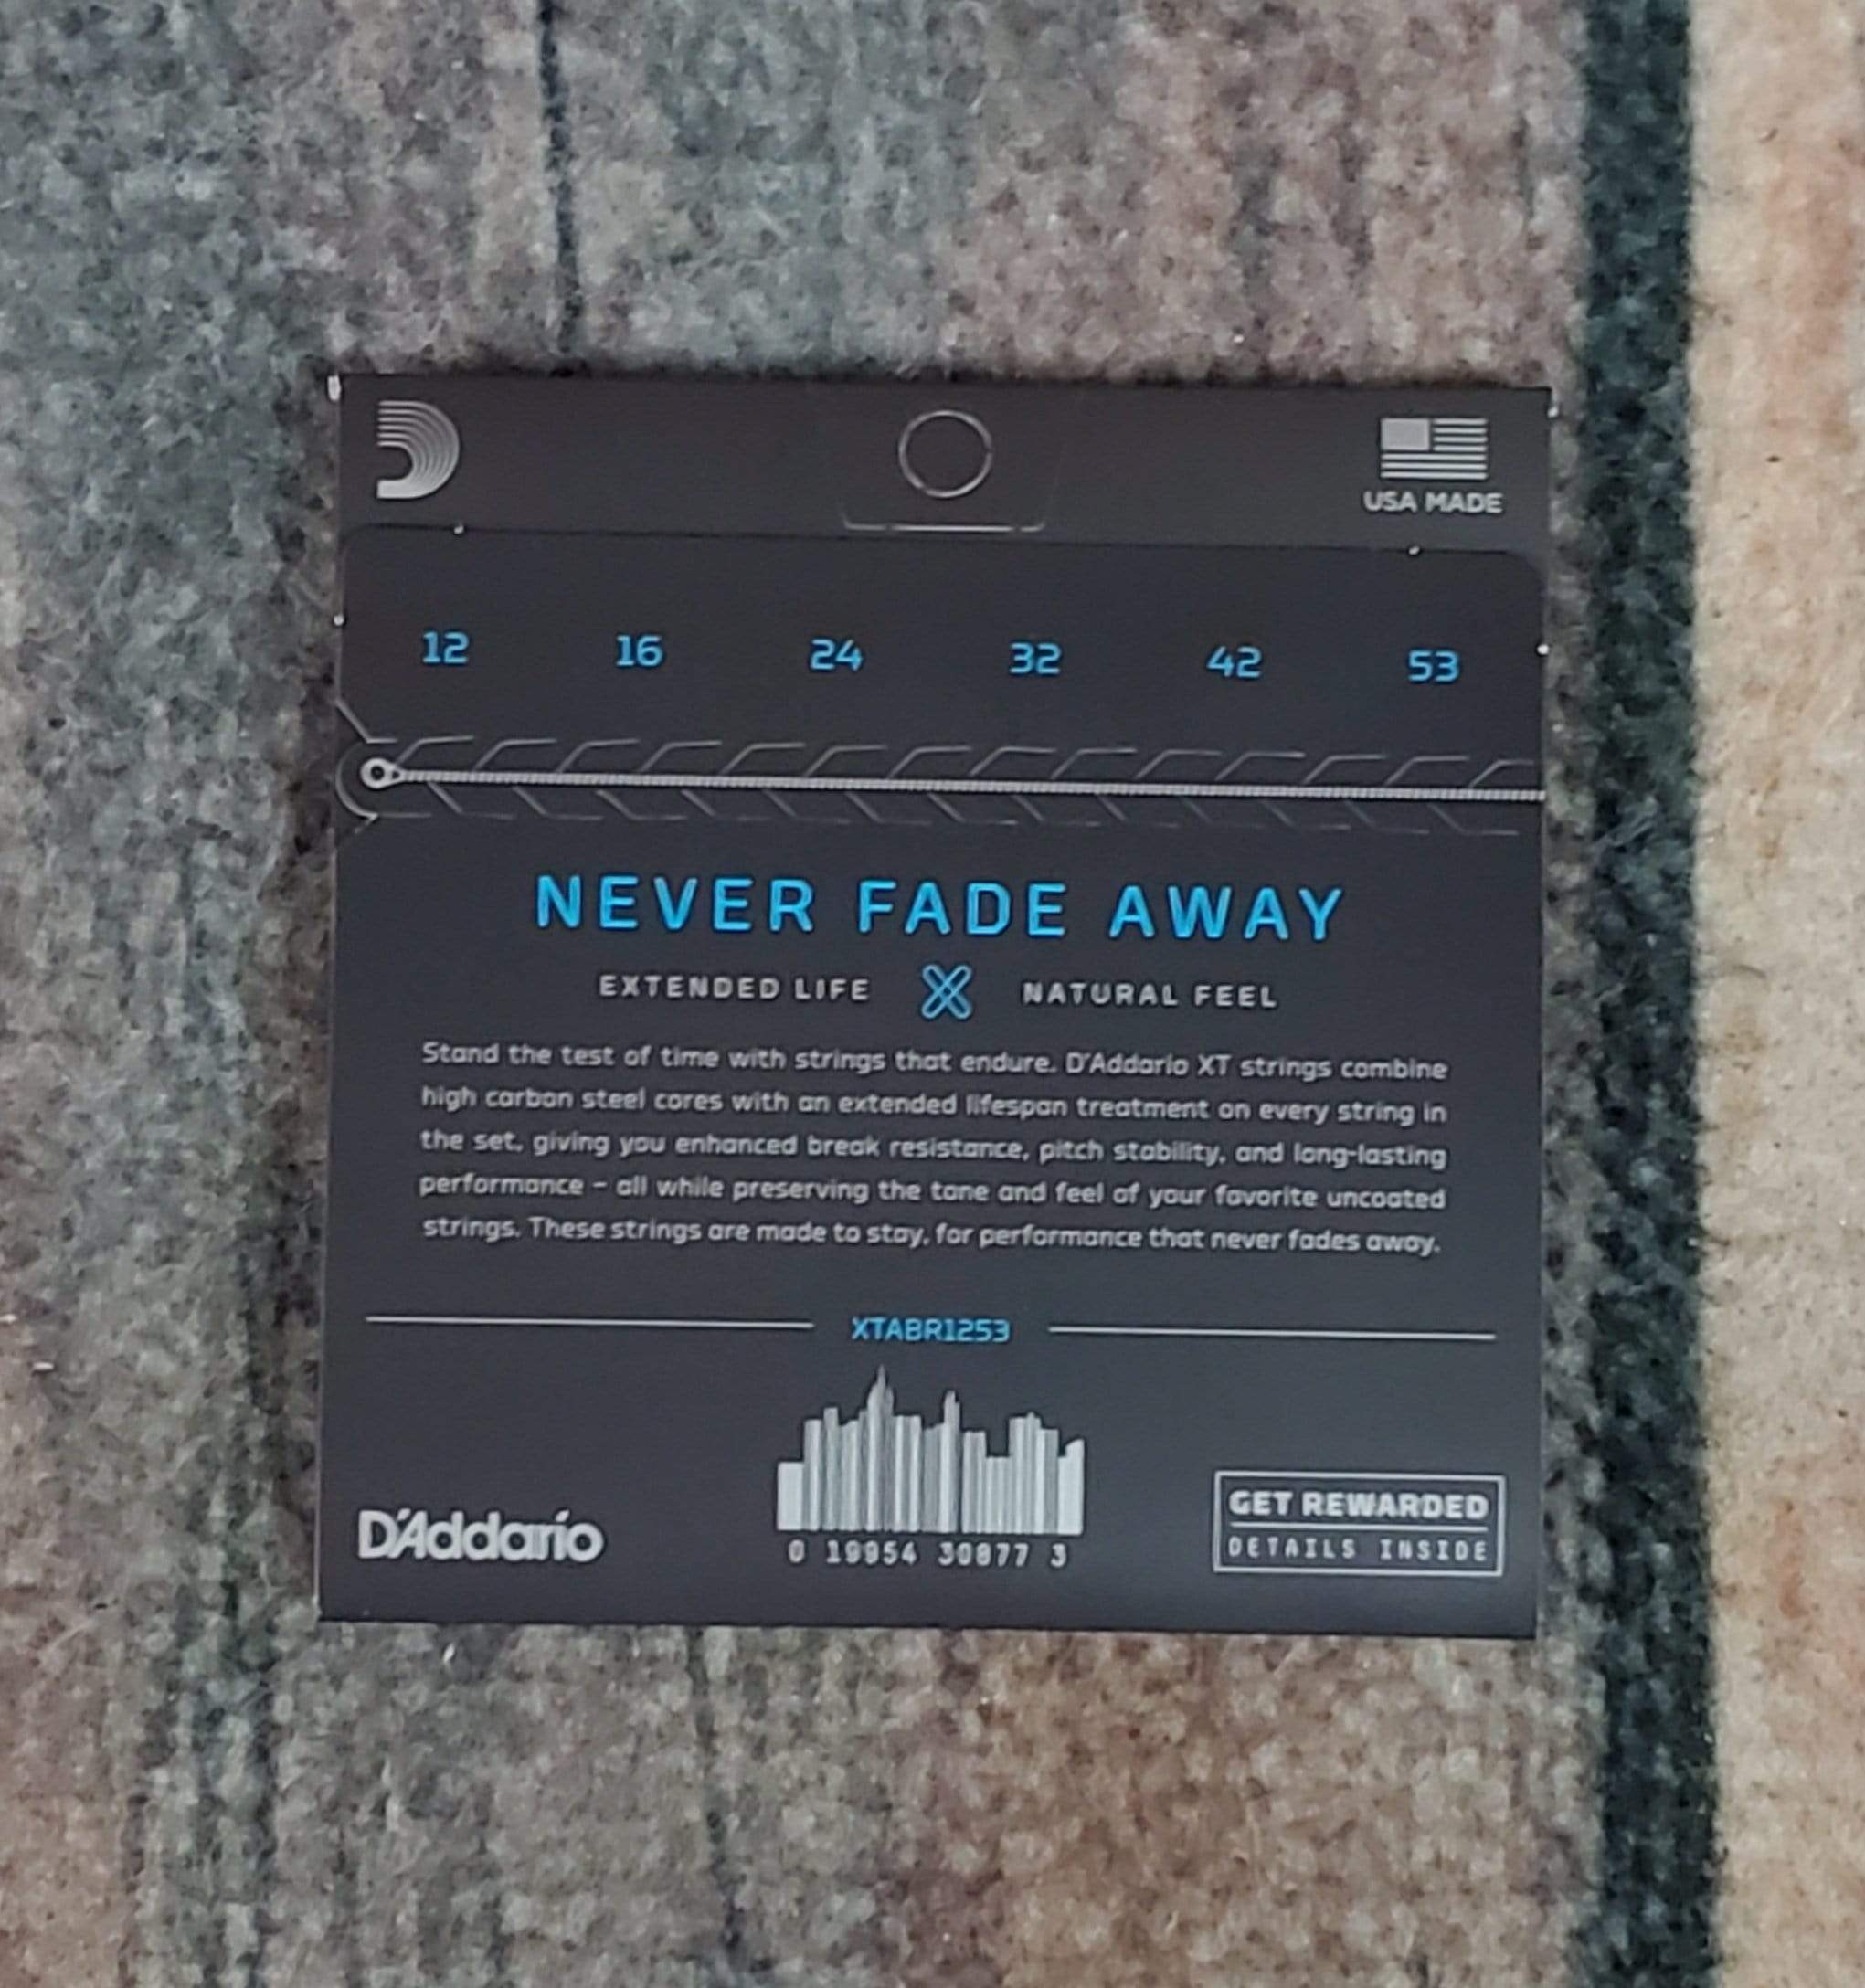 USA MADE
12 16 24 32 42 53
NEVER FADE AWAY
EXTENDED LIFE X NATURAL FEEL
Stand the test of time with strings that endure. D'Addario XT strings combine
high carbon steel cores with an extended lifespan treatment on every string in
the set, giving you enhanced break resistance, pitch stability, and long-lasting
performance – all while preserving the tone and feel of your favorite uncoated
strings. These strings are made to stay, for performance that never fades away.
XTABR1253
D'Addario
0 19954 30877 3
GET REWARDED
DETAILS INSIDE